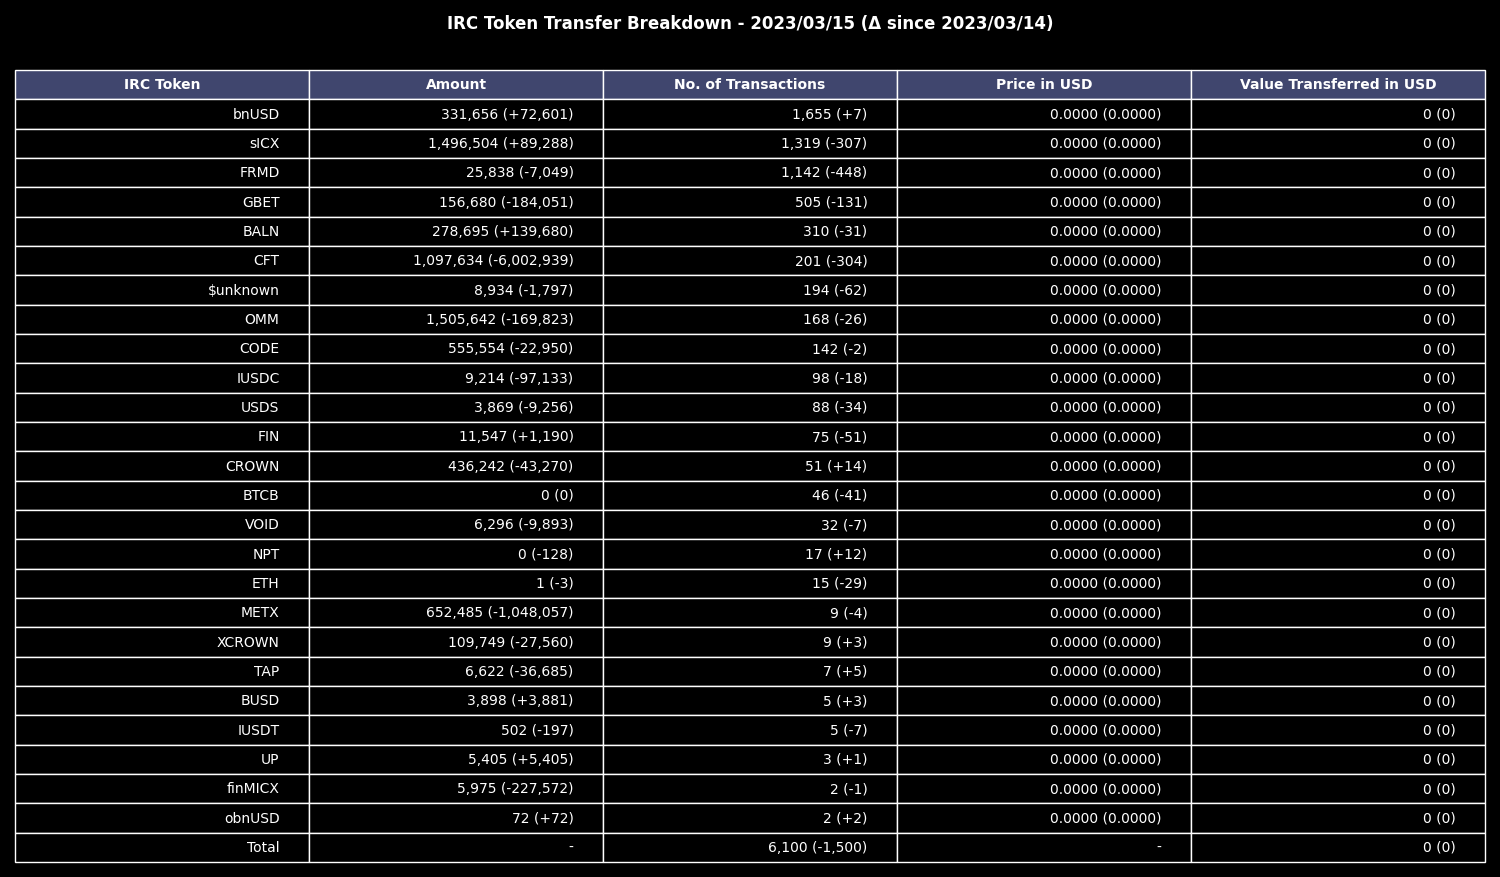 IRC Token Transfer Breakdown - 2023/03/15 (Δ since 2023/03/14)
IRC Token Amount No. of Transactions Price in USD Value Transferred in USD
bnUSD 331,656 (+72,601) 1,655 (+7) 0.0000 (0.0000) 0 (0)
sICX 1,496,504 (+89,288) 1,319 (-307) 0.0000 (0.0000) 0 (0)
FRMD 25,838 (-7,049) 1,142 (-448) 0.0000 (0.0000) 0 (0)
GBET 156,680 (-184,051) 505 (-131) 0.0000 (0.0000) 0 (0)
BALN 278,695 (+139,680) 310 (-31) 0.0000 (0.0000) 0 (0)
CFT 1,097,634 (-6,002,939) 201 (-304) 0.0000 (0.0000) 0 (0)
$unknown 8,934 (-1,797) 194 (-62) 0.0000 (0.0000) 0 (0)
OMM 1,505,642 (-169,823) 168 (-26) 0.0000 (0.0000) 0 (0)
CODE 555,554 (-22,950) 142 (-2) 0.0000 (0.0000) 0 (0)
IUSDC 9,214 (-97,133) 98 (-18) 0.0000 (0.0000) 0 (0)
USDS 3,869 (-9,256) 88 (-34) 0.0000 (0.0000) 0 (0)
FIN 11,547 (+1,190) 75 (-51) 0.0000 (0.0000) 0 (0)
CROWN 436,242 (-43,270) 51 (+14) 0.0000 (0.0000) 0 (0)
BTCB 0 (0) 46 (-41) 0.0000 (0.0000) 0 (0)
VOID 6,296 (-9,893) 32 (-7) 0.0000 (0.0000) 0 (0)
NPT 0 (-128) 17 (+12) 0.0000 (0.0000) 0 (0)
ETH 1 (-3) 15 (-29) 0.0000 (0.0000) 0 (0)
METX 652,485 (-1,048,057) 9 (-4) 0.0000 (0.0000) 0 (0)
XCROWN 109,749 (-27,560) 9 (+3) 0.0000 (0.0000) 0 (0)
TAP 6,622 (-36,685) 7 (+5) 0.0000 (0.0000) 0 (0)
BUSD 3,898 (+3,881) 5 (+3) 0.0000 (0.0000) 0 (0)
IUSDT 502 (-197) 5 (-7) 0.0000 (0.0000) 0 (0)
UP 5,405 (+5,405) 3 (+1) 0.0000 (0.0000) 0 (0)
finMICX 5,975 (-227,572) 2 (-1) 0.0000 (0.0000) 0 (0)
obnUSD 72 (+72) 2 (+2) 0.0000 (0.0000) 0 (0)
Total - 6,100 (-1,500) - 0 (0)